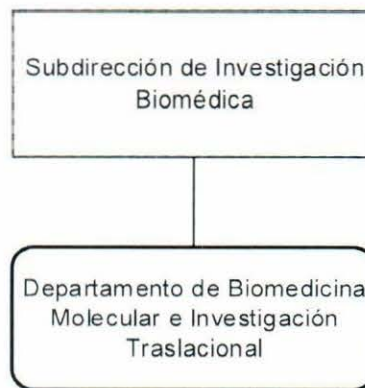 Subdirección de Investigación
Biomédica
Departamento de Biomedicina
Molecular e Investigación
Traslacional